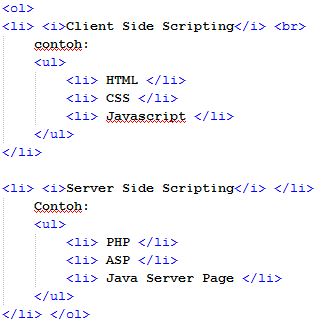 <ol>
<li> <i>Client Side Scripting</i> <br>
contoh:
<ul>
<li> HTML </li>
<li> CSS </li>
<li> Javascript </li>
</ul>
</li>
<li> <i>Server Side Scripting</i> </li>
Contoh:
<ul>
<li> PHP </li>
<li> ASP </li>
<li> Java Server Page </li>
</ul>
</li> </ol>